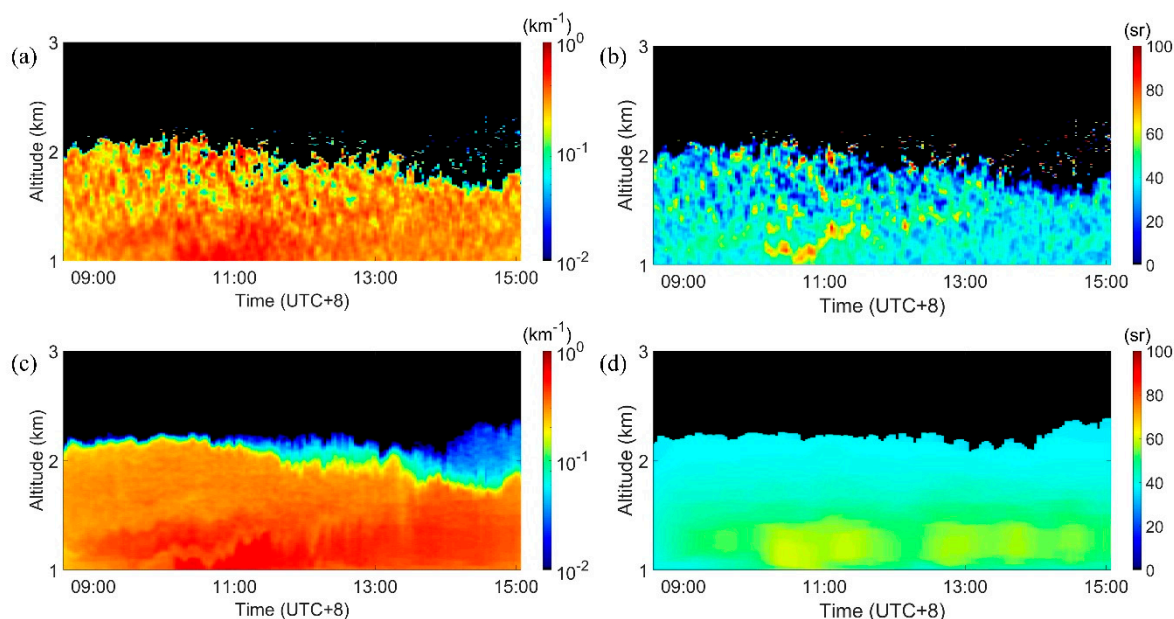 (a)
(km⁻¹)
3
2
1
Altitude (km)
09:00 11:00 13:00 15:00
Time (UTC+8)
10⁰
10⁻¹
10⁻²
(b)
(sr)
3
2
1
Altitude (km)
09:00 11:00 13:00 15:00
Time (UTC+8)
100
80
60
40
20
0
(c)
(km⁻¹)
3
2
1
Altitude (km)
09:00 11:00 13:00 15:00
Time (UTC+8)
10⁰
10⁻¹
10⁻²
(d)
(sr)
3
2
1
Altitude (km)
09:00 11:00 13:00 15:00
Time (UTC+8)
100
80
60
40
20
0